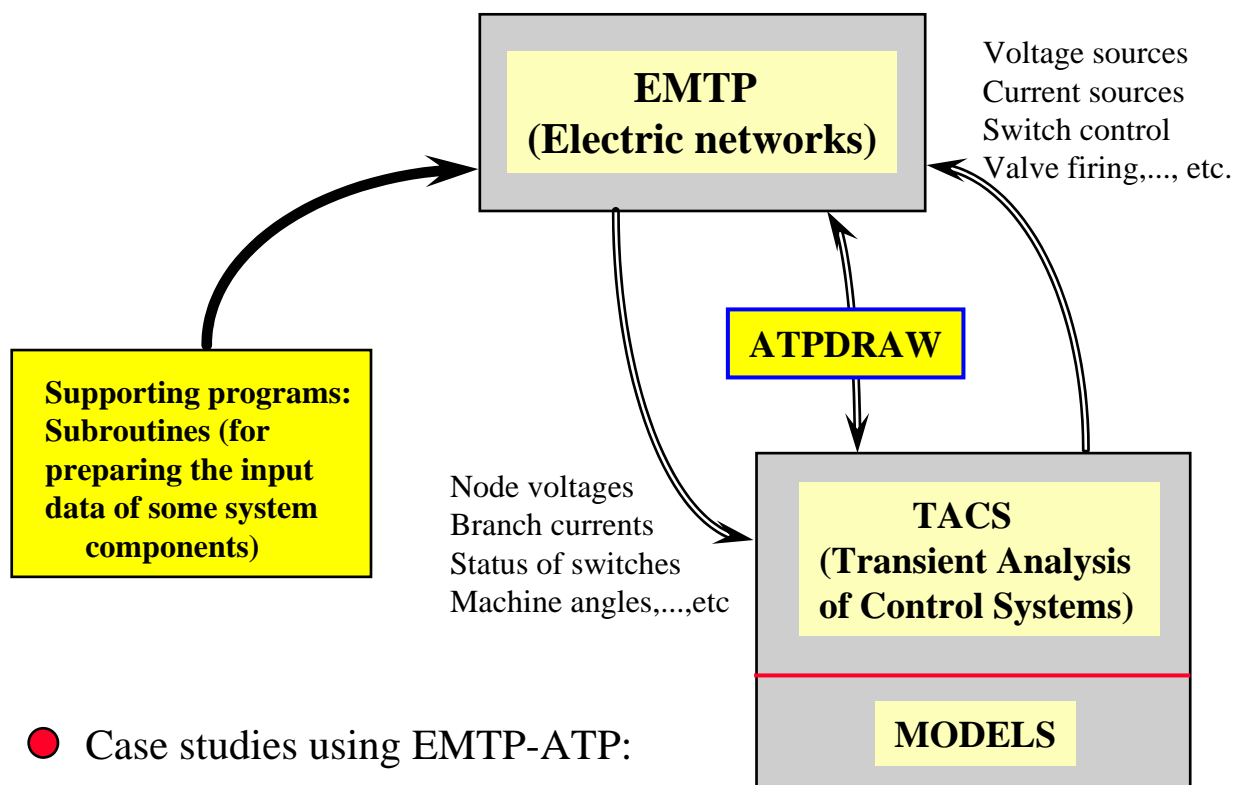 EMTP
(Electric networks)
Voltage sources
Current sources
Switch control
Valve firing,..., etc.
ATPDRAW
Supporting programs:
Subroutines (for
preparing the input
data of some system
components)
Node voltages
Branch currents
Status of switches
Machine angles,...,etc
TACS
(Transient Analysis
of Control Systems)
MODELS
Case studies using EMTP-ATP: